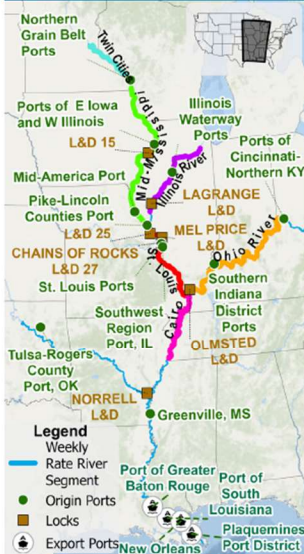 Northern
Grain Belt
Ports
Twin Cities
Ports of E Iowa
and W Illinois
Illinois
Waterway
Ports
L&D 15
Mid-Mississippi
Ports of
Cincinnati-
Northern KY
Mid-America Port
Illinois River
LAGRANGE
L&D
Pike-Lincoln
Counties Port
MEL PRICE
L&D
L&D 25
CHAINS OF ROCKS
L&D 27
Ohio River
St. Louis
St. Louis Ports
Southern
Indiana
District
Ports
Southwest
Region
Port, IL
Cairo
OLMSTED
L&D
Tulsa-Rogers
County
Port, OK
NORRELL
L&D
Greenville, MS
Legend
Weekly
Rate River
Segment
Origin Ports
Locks
Export Ports
Port of Greater
Baton Rouge
Port of
South
Louisiana
Plaquemines
Port District
New Orleans